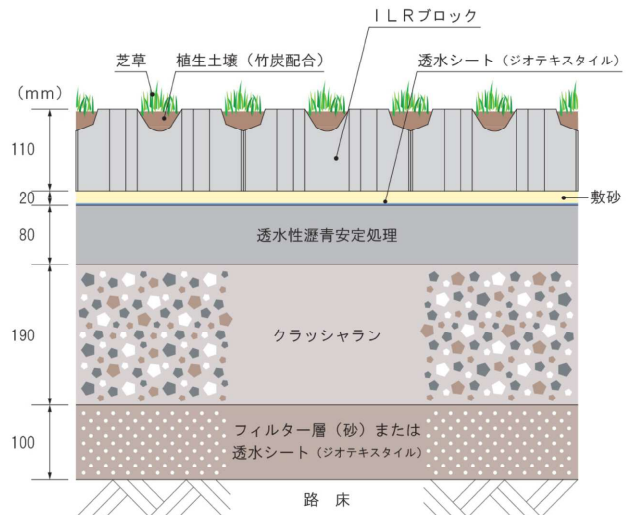 ILRブロック
芝草
植生土壌（竹炭配合）
透水シート（ジオテキスタイル）
（mm）
110
20
敷砂
80
透水性瀝青安定処理
190
クラッシャラン
100
フィルター層（砂）または
透水シート（ジオテキスタイル）
路 床